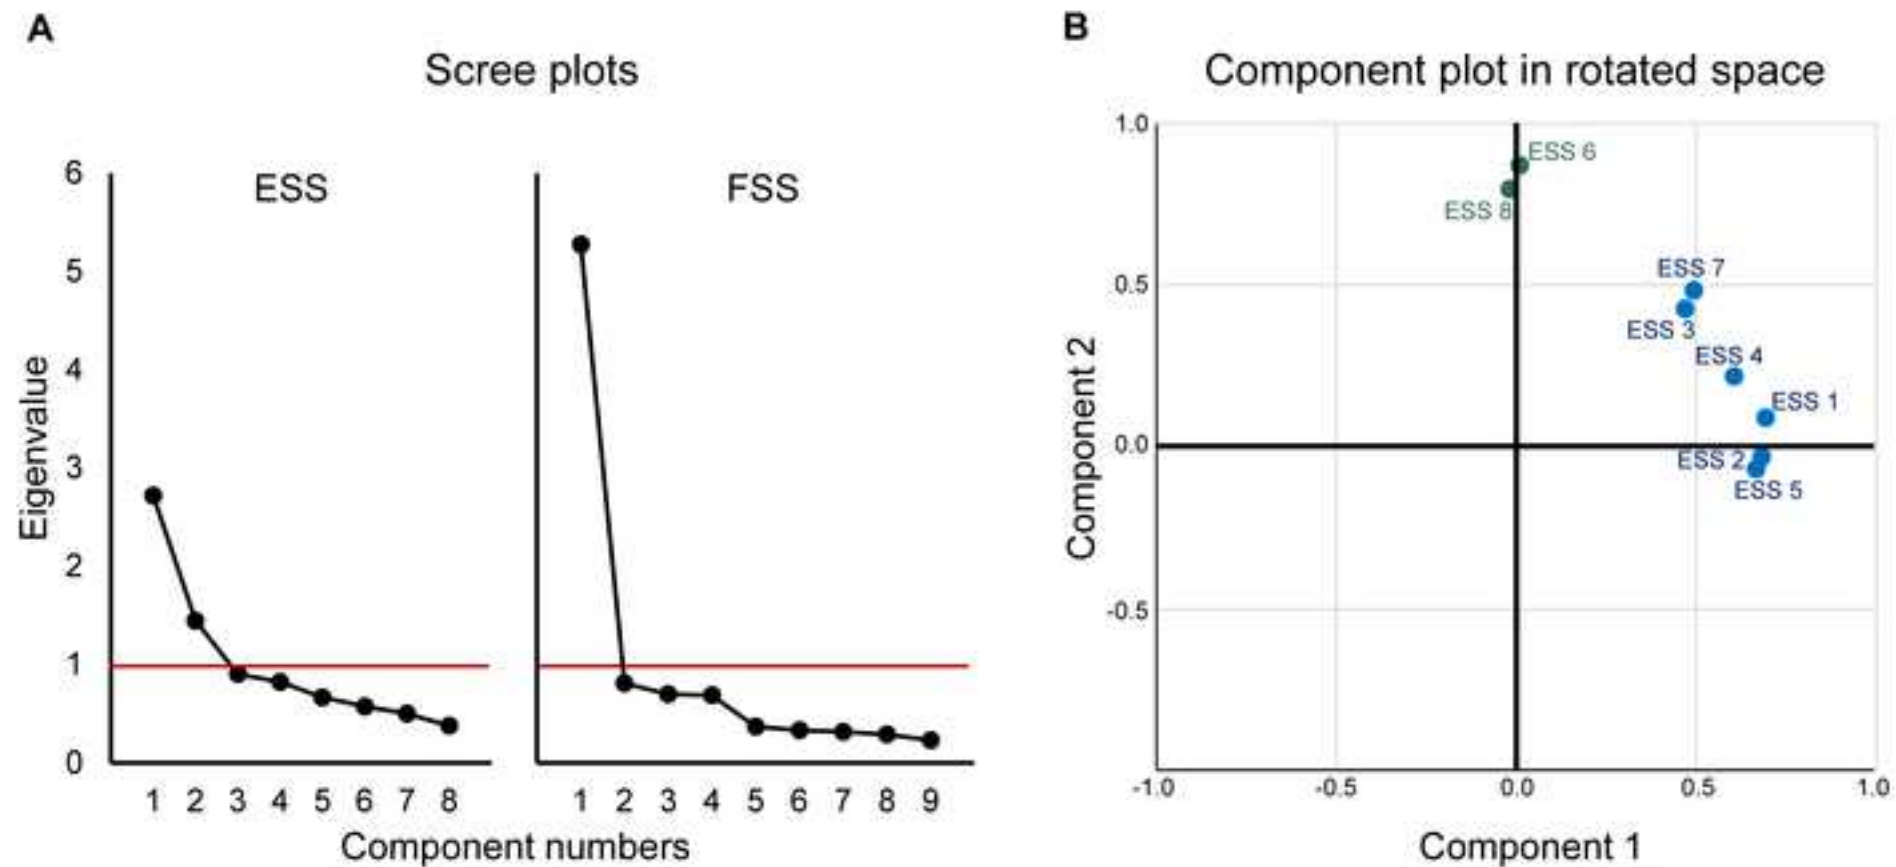 A
Scree plots
ESS
FSS
Eigenvalue
6
5
4
3
2
1
0
1 2 3 4 5 6 7 8
1 2 3 4 5 6 7 8 9
Component numbers
B
Component plot in rotated space
Component 2
1.0
0.5
0.0
-0.5
ESS 6
ESS 8
ESS 7
ESS 3
ESS 4
ESS 1
ESS 2
ESS 5
-1.0 -0.5 0.0 0.5 1.0
Component 1